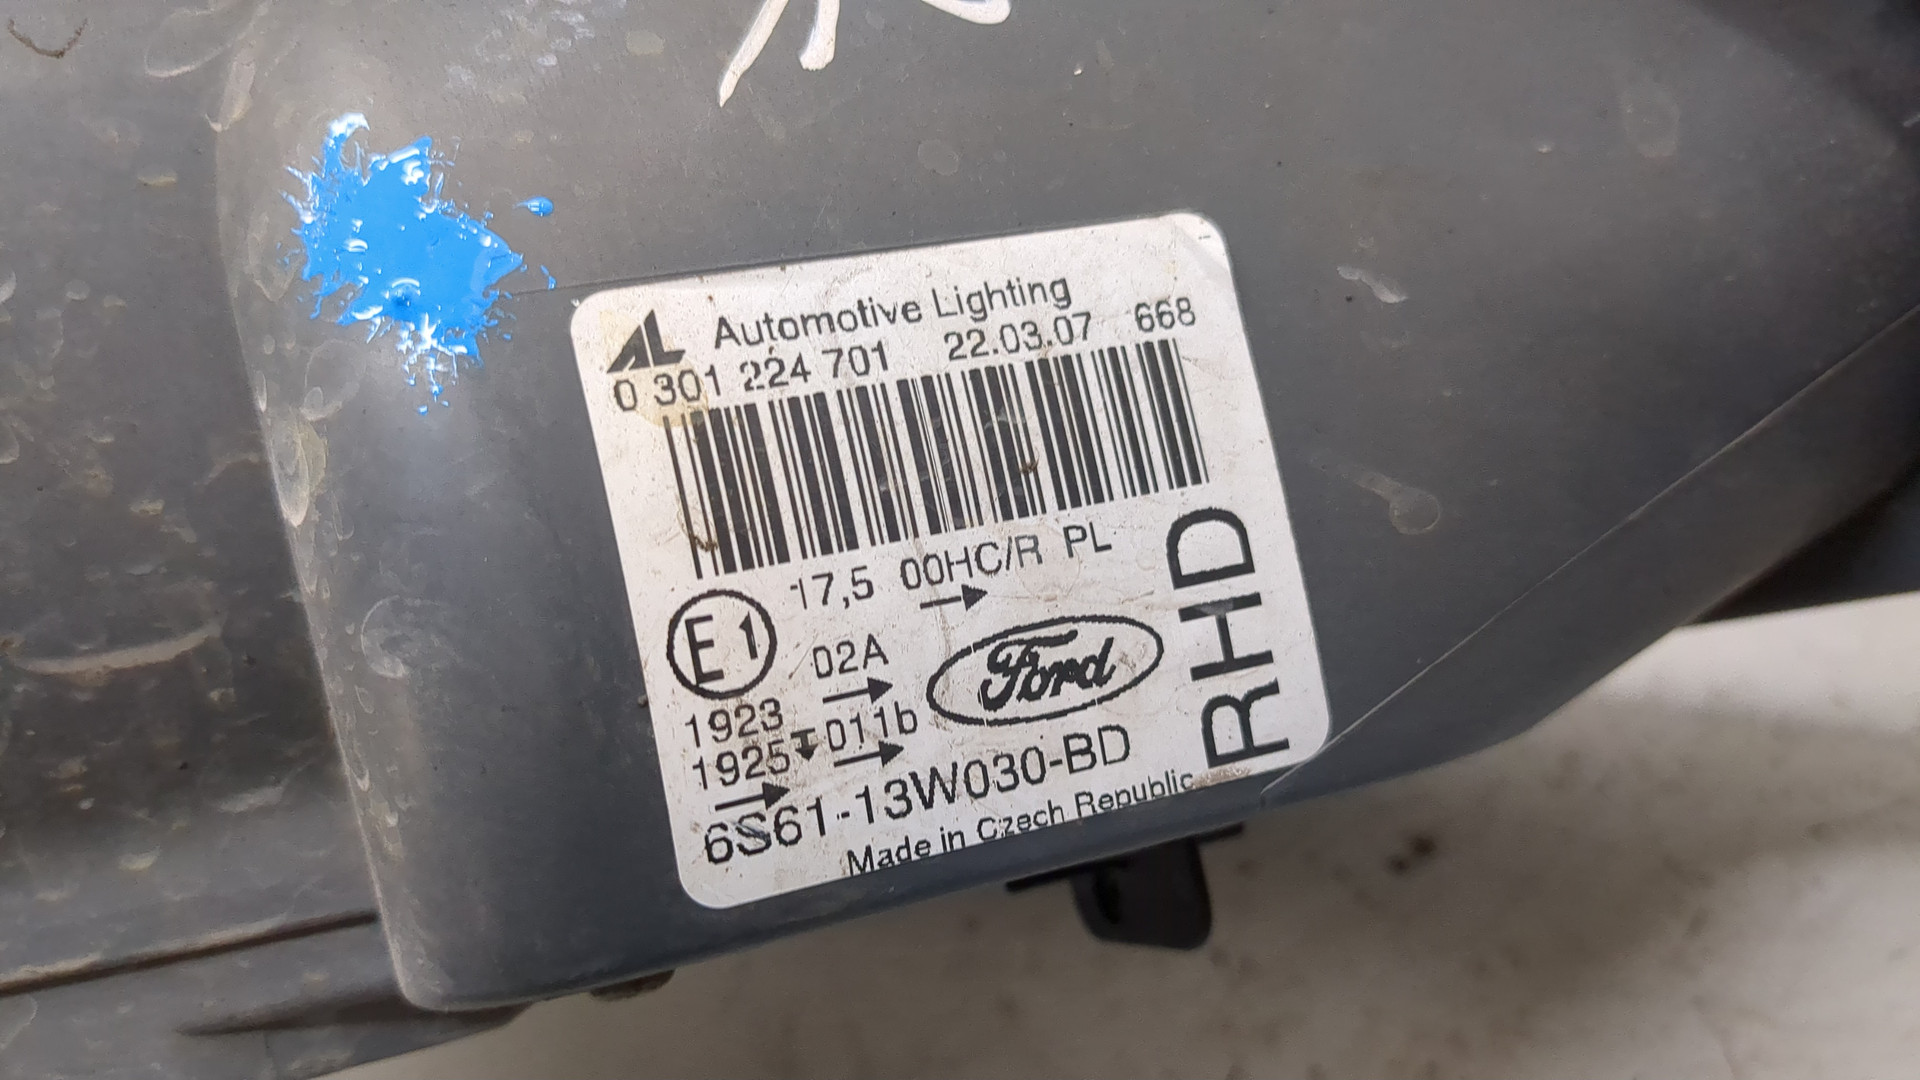 AL Automotive Lighting
0 301 224 701 22.03.07 668
17,5 00HC/R PL
→
E1
02A
→
1923
1925 011b
→ →
Ford
6S61-13W030-BD
Made in Czech Republic
RHD